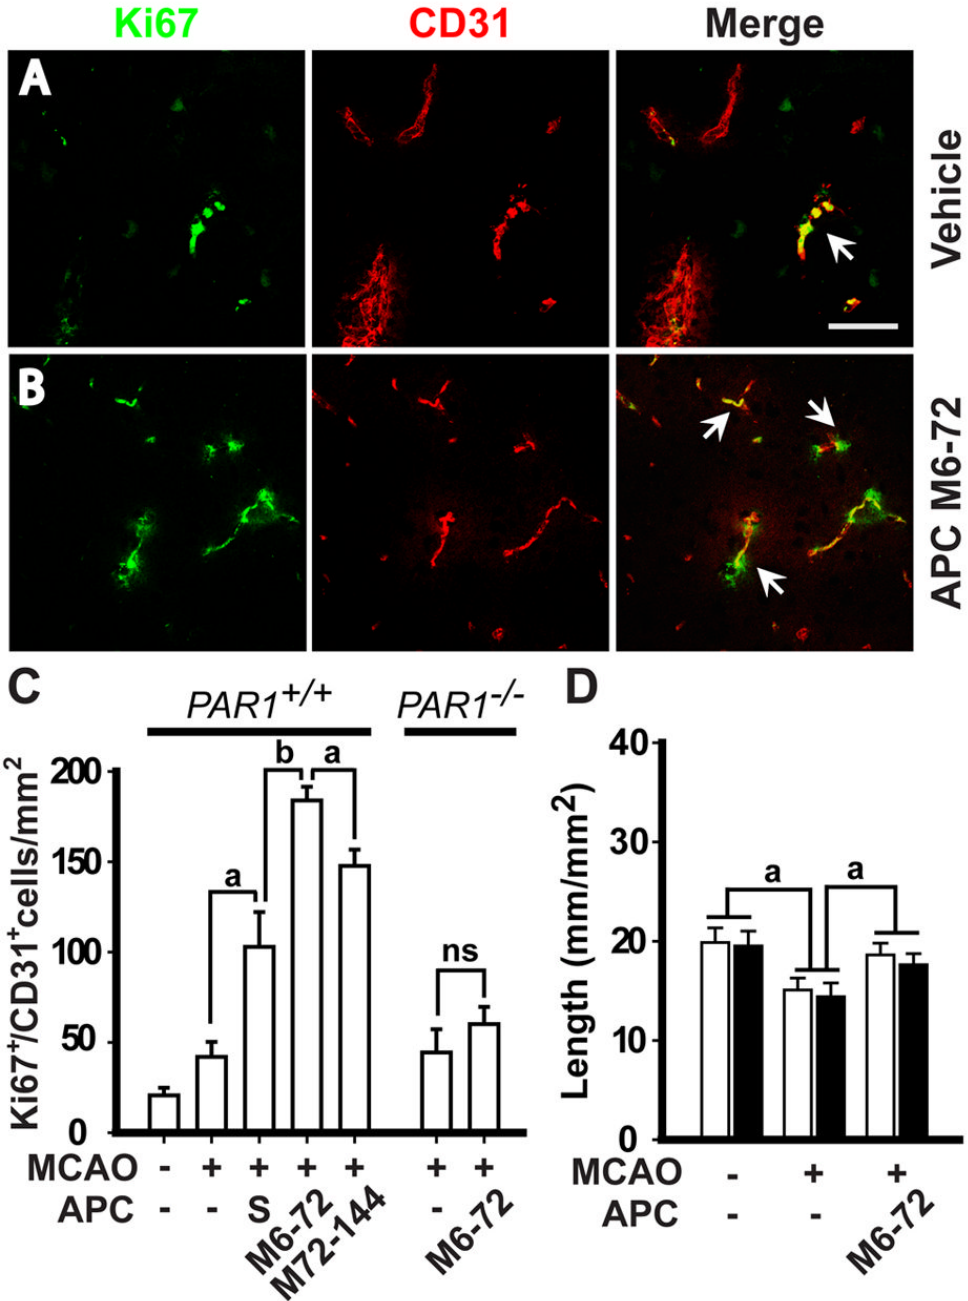 Ki67 CD31 Merge
A
Vehicle
B
APC M6-72
C
PAR1+/+ PAR1-/-
Ki67+/CD31+cells/mm2
200
150
100
50
0
a
b a
ns
MCAO - + + + + + +
APC - - S M6-72 M72-144 - M6-72
D
Length (mm/mm2)
40
30
20
10
0
a a
MCAO - + +
APC - - M6-72